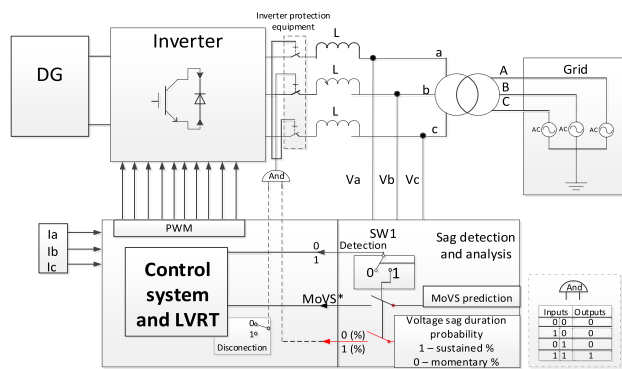 Inverter protection
equipment
DG
Inverter
L
L
L
a
b
c
A
B
C
Grid
AC
AC
AC
And
Va
Vb
Vc
PWM
Ia
Ib
Ic
Control
system
and LVRT
0
1
Detection
SW1
0
1
Sag detection
and analysis
MoVS*
MoVS prediction
0
1
Disconection
0 (%)
1 (%)
Voltage sag duration
probability
1 – sustained %
0 – momentary %
And
Inputs Outputs
0 0 0
1 0 0
0 1 0
1 1 1